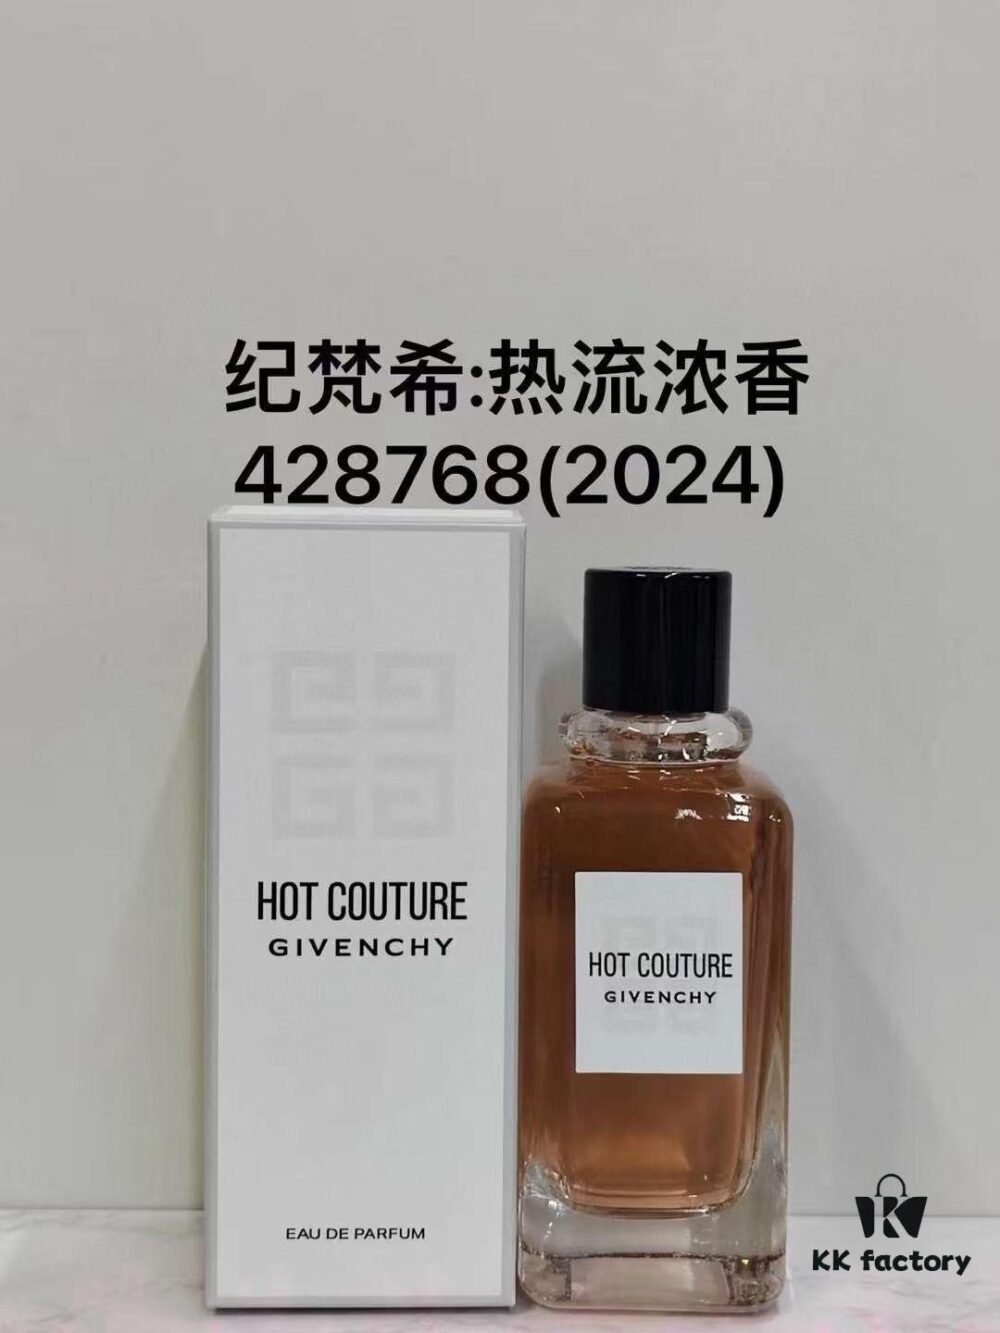 纪梵希:热流浓香
428768(2024)
HOT COUTURE
GIVENCHY
EAU DE PARFUM
HOT COUTURE
GIVENCHY
KK factory